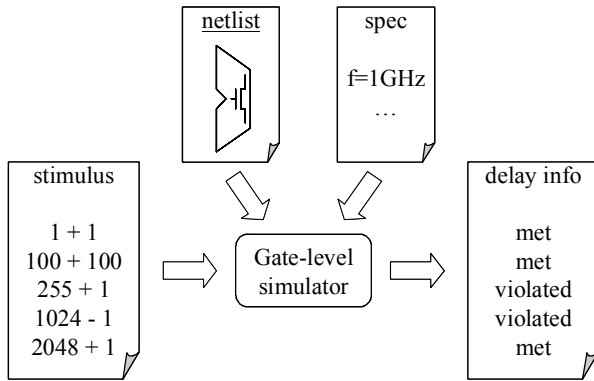 netlist
spec
f=1GHz
…
stimulus
1 + 1
100 + 100
255 + 1
1024 - 1
2048 + 1
Gate-level
simulator
delay info
met
met
violated
violated
met